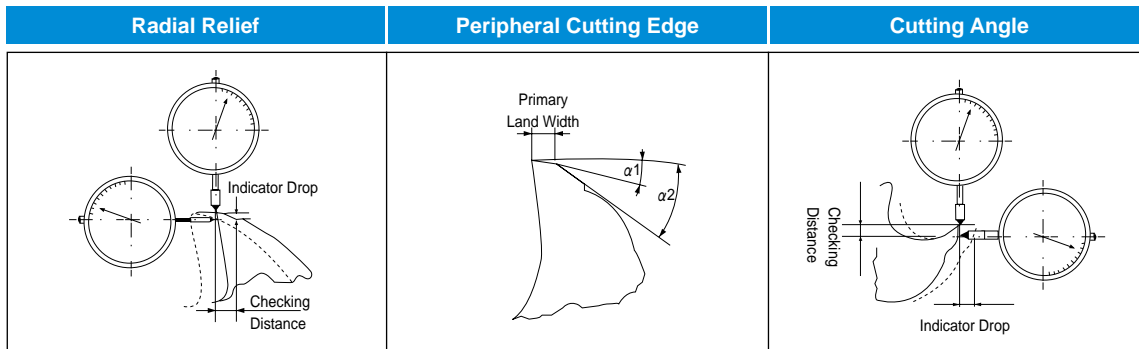 Radial Relief
Peripheral Cutting Edge
Cutting Angle
Indicator Drop
Checking
Distance
Primary
Land Width
α1
α2
Checking
Distance
Indicator Drop